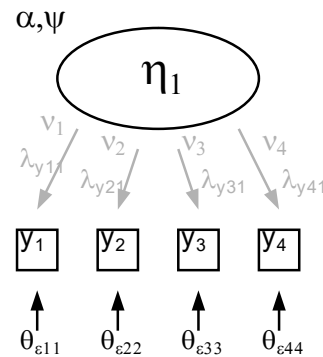 α,ψ
η1
ν1 ν2 ν3 ν4
λy11 λy21 λy31 λy41
y1 y2 y3 y4
θε11 θε22 θε33 θε44